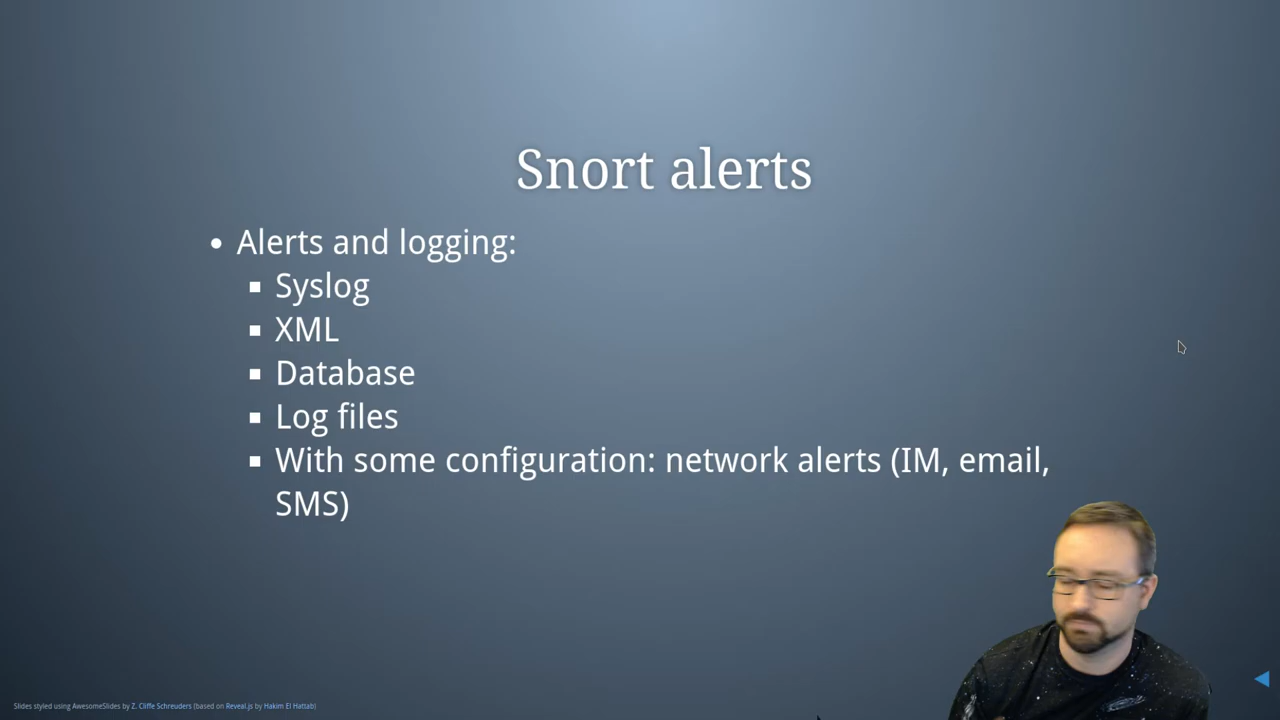 Snort alerts
• Alerts and logging:
▪ Syslog
▪ XML
▪ Database
▪ Log files
▪ With some configuration: network alerts (IM, email,
SMS)
Slides styled using AwesomeSlides by Z. Cliffe Schreuders (based on Reveal.js by Hakim El Hattab)